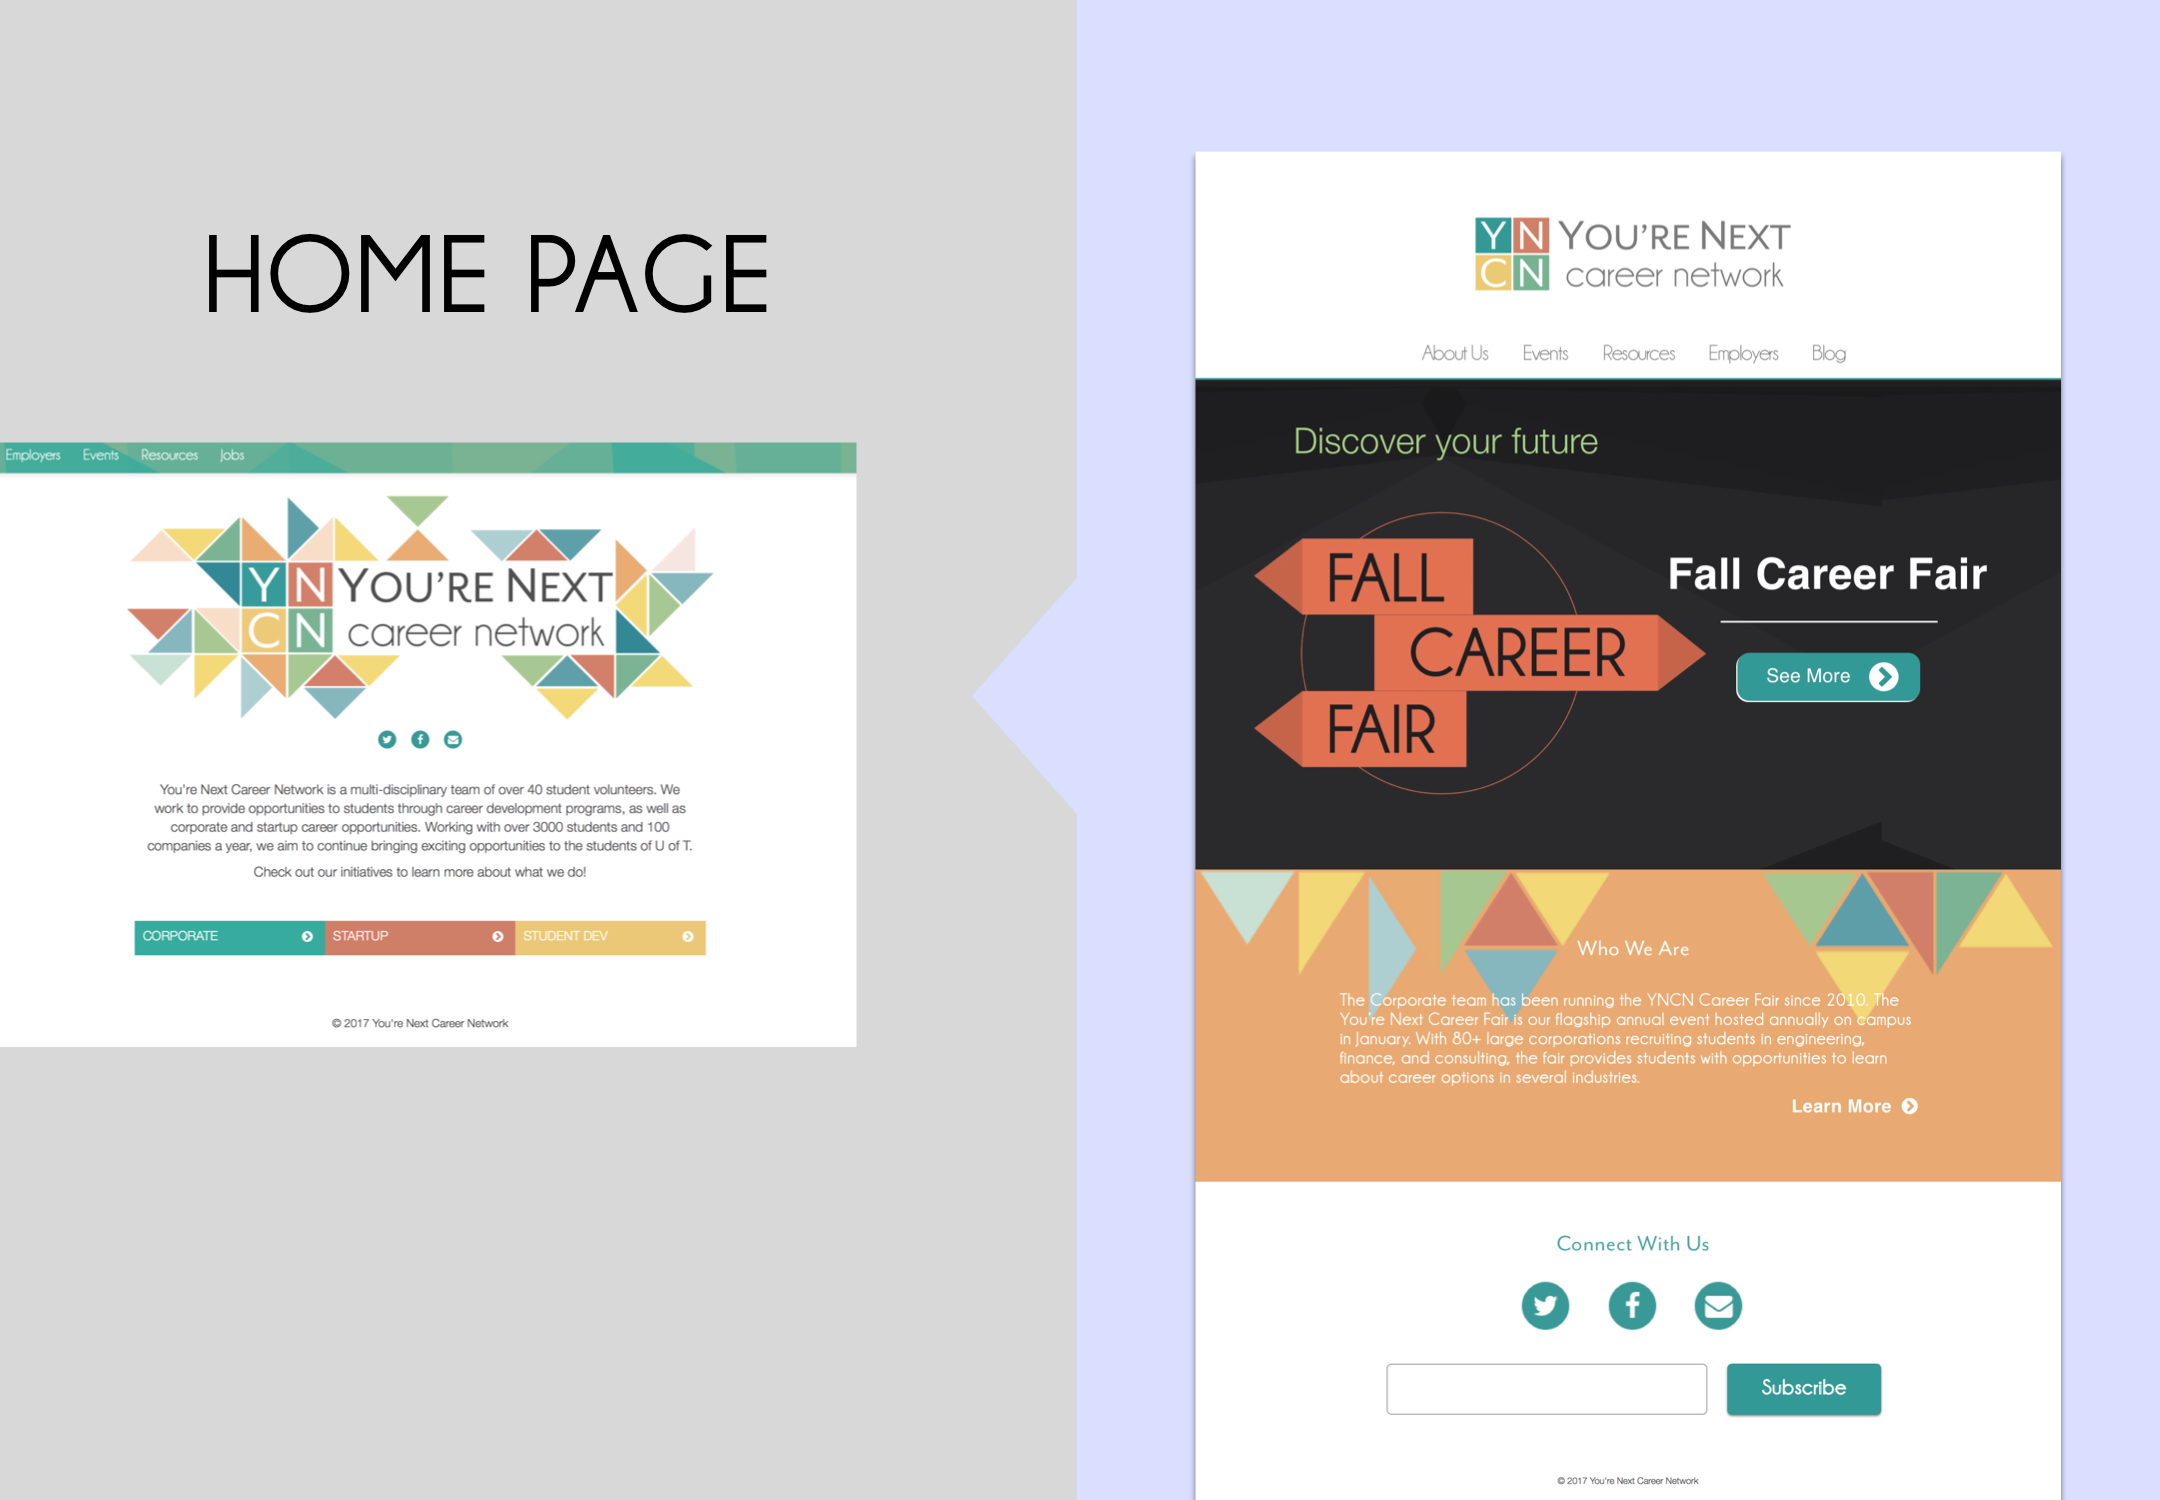 HOME PAGE
Employers Events Resources Jobs
Y N YOU'RE NEXT
C N career network
You're Next Career Network is a multi-disciplinary team of over 40 student volunteers. We
work to provide opportunities to students through career development programs, as well as
corporate and startup career opportunities. Working with over 3000 students and 100
companies a year, we aim to continue bringing exciting opportunities to the students of U of T.
Check out our initiatives to learn more about what we do!
CORPORATE STARTUP STUDENT DEV
© 2017 You're Next Career Network
Y N YOU'RE NEXT
C N career network
About Us Events Resources Employers Blog
Discover your future
FALL
CAREER
FAIR
Fall Career Fair
See More
Who We Are
The Corporate team has been running the YNCN Career Fair since 2010. The
You're Next Career Fair is our flagship annual event hosted annually on campus
in January. With 80+ large corporations recruiting students in engineering,
finance, and consulting, the fair provides students with opportunities to learn
about career options in several industries.
Learn More
Connect With Us
Subscribe
© 2017 You're Next Career Network